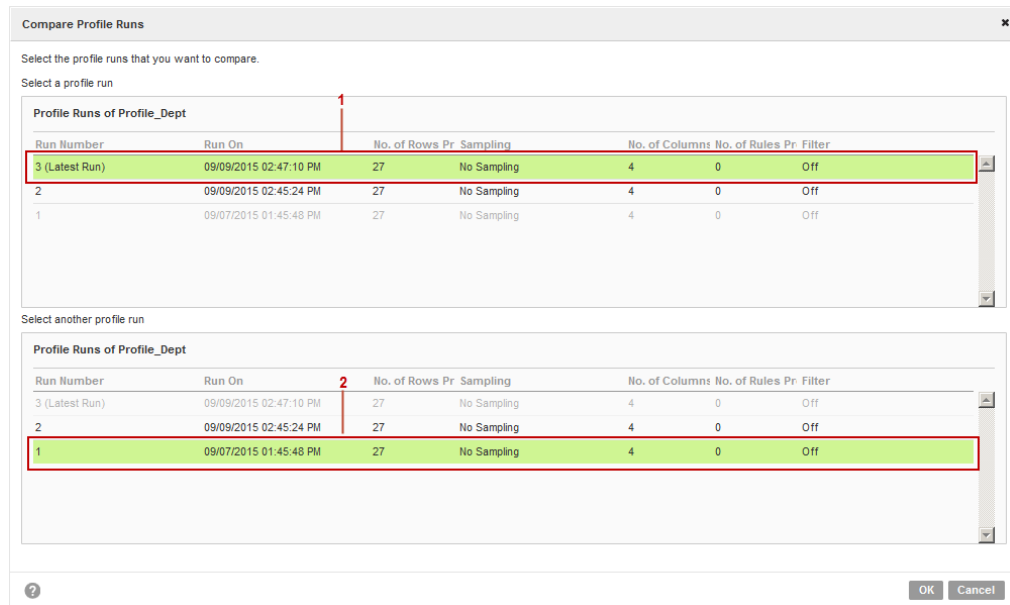 Compare Profile Runs
Select the profile runs that you want to compare.
Select a profile run
1
Profile Runs of Profile_Dept
Run Number Run On No. of Rows Pr Sampling No. of Columns No. of Rules Pr Filter
3 (Latest Run) 09/09/2015 02:47:10 PM 27 No Sampling 4 0 Off
2 09/09/2015 02:45:24 PM 27 No Sampling 4 0 Off
1 09/07/2015 01:45:48 PM 27 No Sampling 4 0 Off
Select another profile run
Profile Runs of Profile_Dept
Run Number Run On 2 No. of Rows Pr Sampling No. of Columns No. of Rules Pr Filter
3 (Latest Run) 09/09/2015 02:47:10 PM 27 No Sampling 4 0 Off
2 09/09/2015 02:45:24 PM 27 No Sampling 4 0 Off
1 09/07/2015 01:45:48 PM 27 No Sampling 4 0 Off
? OK Cancel